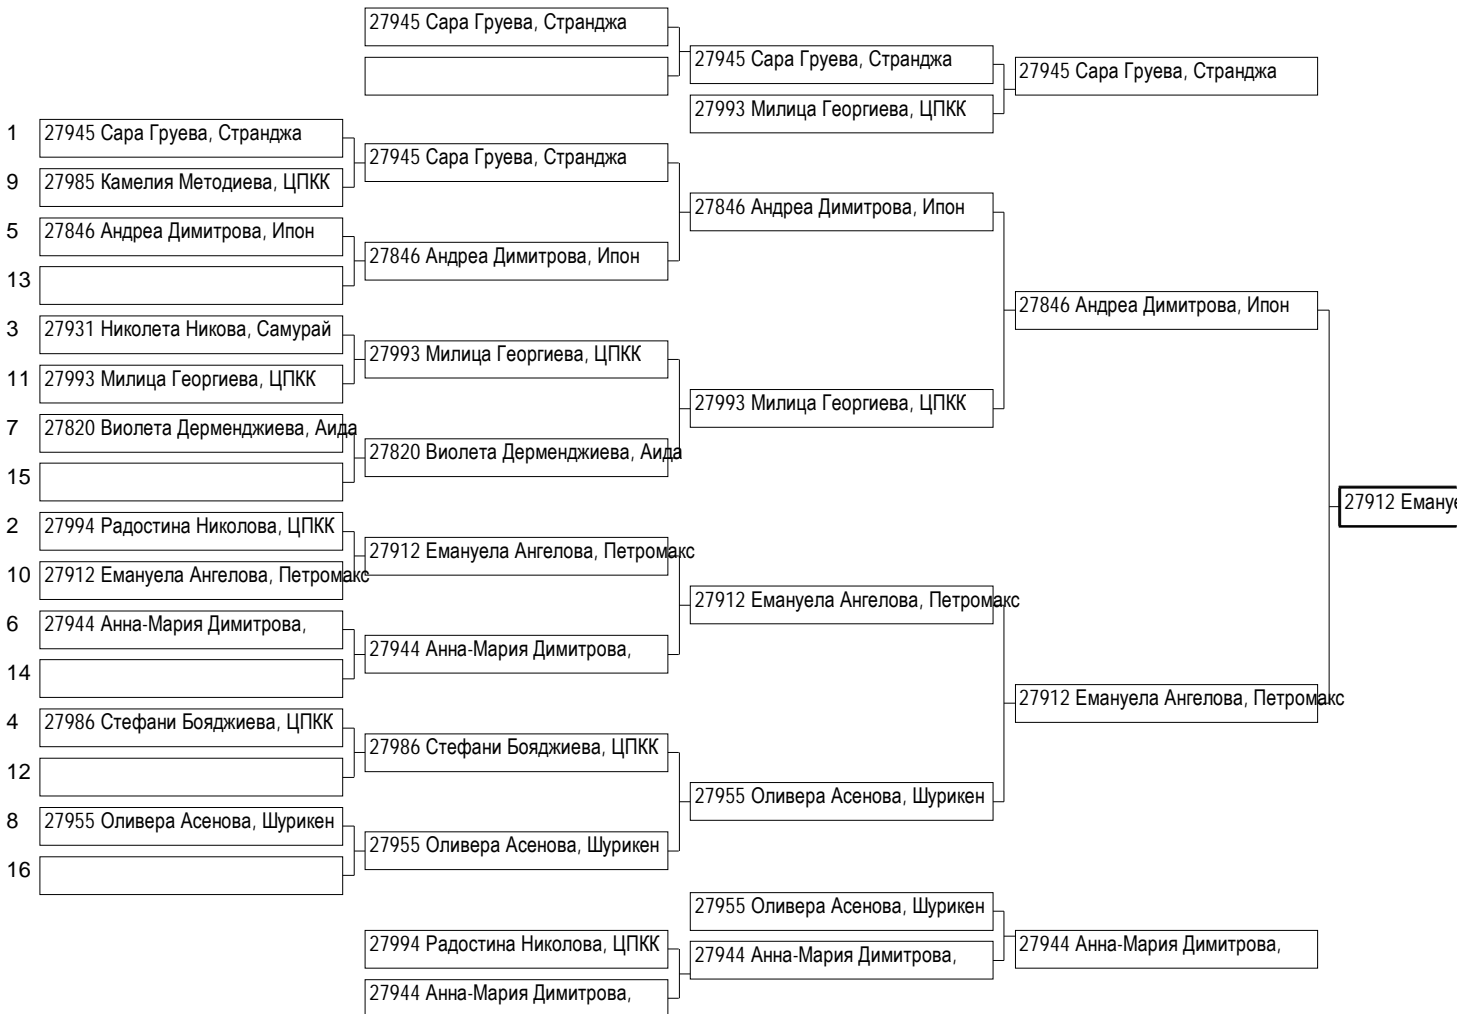 27945 Сара Груева, Странджа
27945 Сара Груева, Странджа
27945 Сара Груева, Странджа
27993 Милица Георгиева, ЦПКК
1 27945 Сара Груева, Странджа
27945 Сара Груева, Странджа
9 27985 Камелия Методиева, ЦПКК
27846 Андреа Димитрова, Ипон
5 27846 Андреа Димитрова, Ипон
27846 Андреа Димитрова, Ипон
13
27846 Андреа Димитрова, Ипон
3 27931 Николета Никова, Самурай
27993 Милица Георгиева, ЦПКК
11 27993 Милица Георгиева, ЦПКК
27993 Милица Георгиева, ЦПКК
7 27820 Виолета Дерменджиева, Аида
27820 Виолета Дерменджиева, Аида
15
27912 Емануе
2 27994 Радостина Николова, ЦПКК
27912 Емануела Ангелова, Петромакс
10 27912 Емануела Ангелова, Петромакс
27912 Емануела Ангелова, Петромакс
6 27944 Анна-Мария Димитрова,
27944 Анна-Мария Димитрова,
14
27912 Емануела Ангелова, Петромакс
4 27986 Стефани Бояджиева, ЦПКК
27986 Стефани Бояджиева, ЦПКК
12
27955 Оливера Асенова, Шурикен
8 27955 Оливера Асенова, Шурикен
27955 Оливера Асенова, Шурикен
16
27955 Оливера Асенова, Шурикен
27994 Радостина Николова, ЦПКК
27944 Анна-Мария Димитрова,
27944 Анна-Мария Димитрова,
27944 Анна-Мария Димитрова,